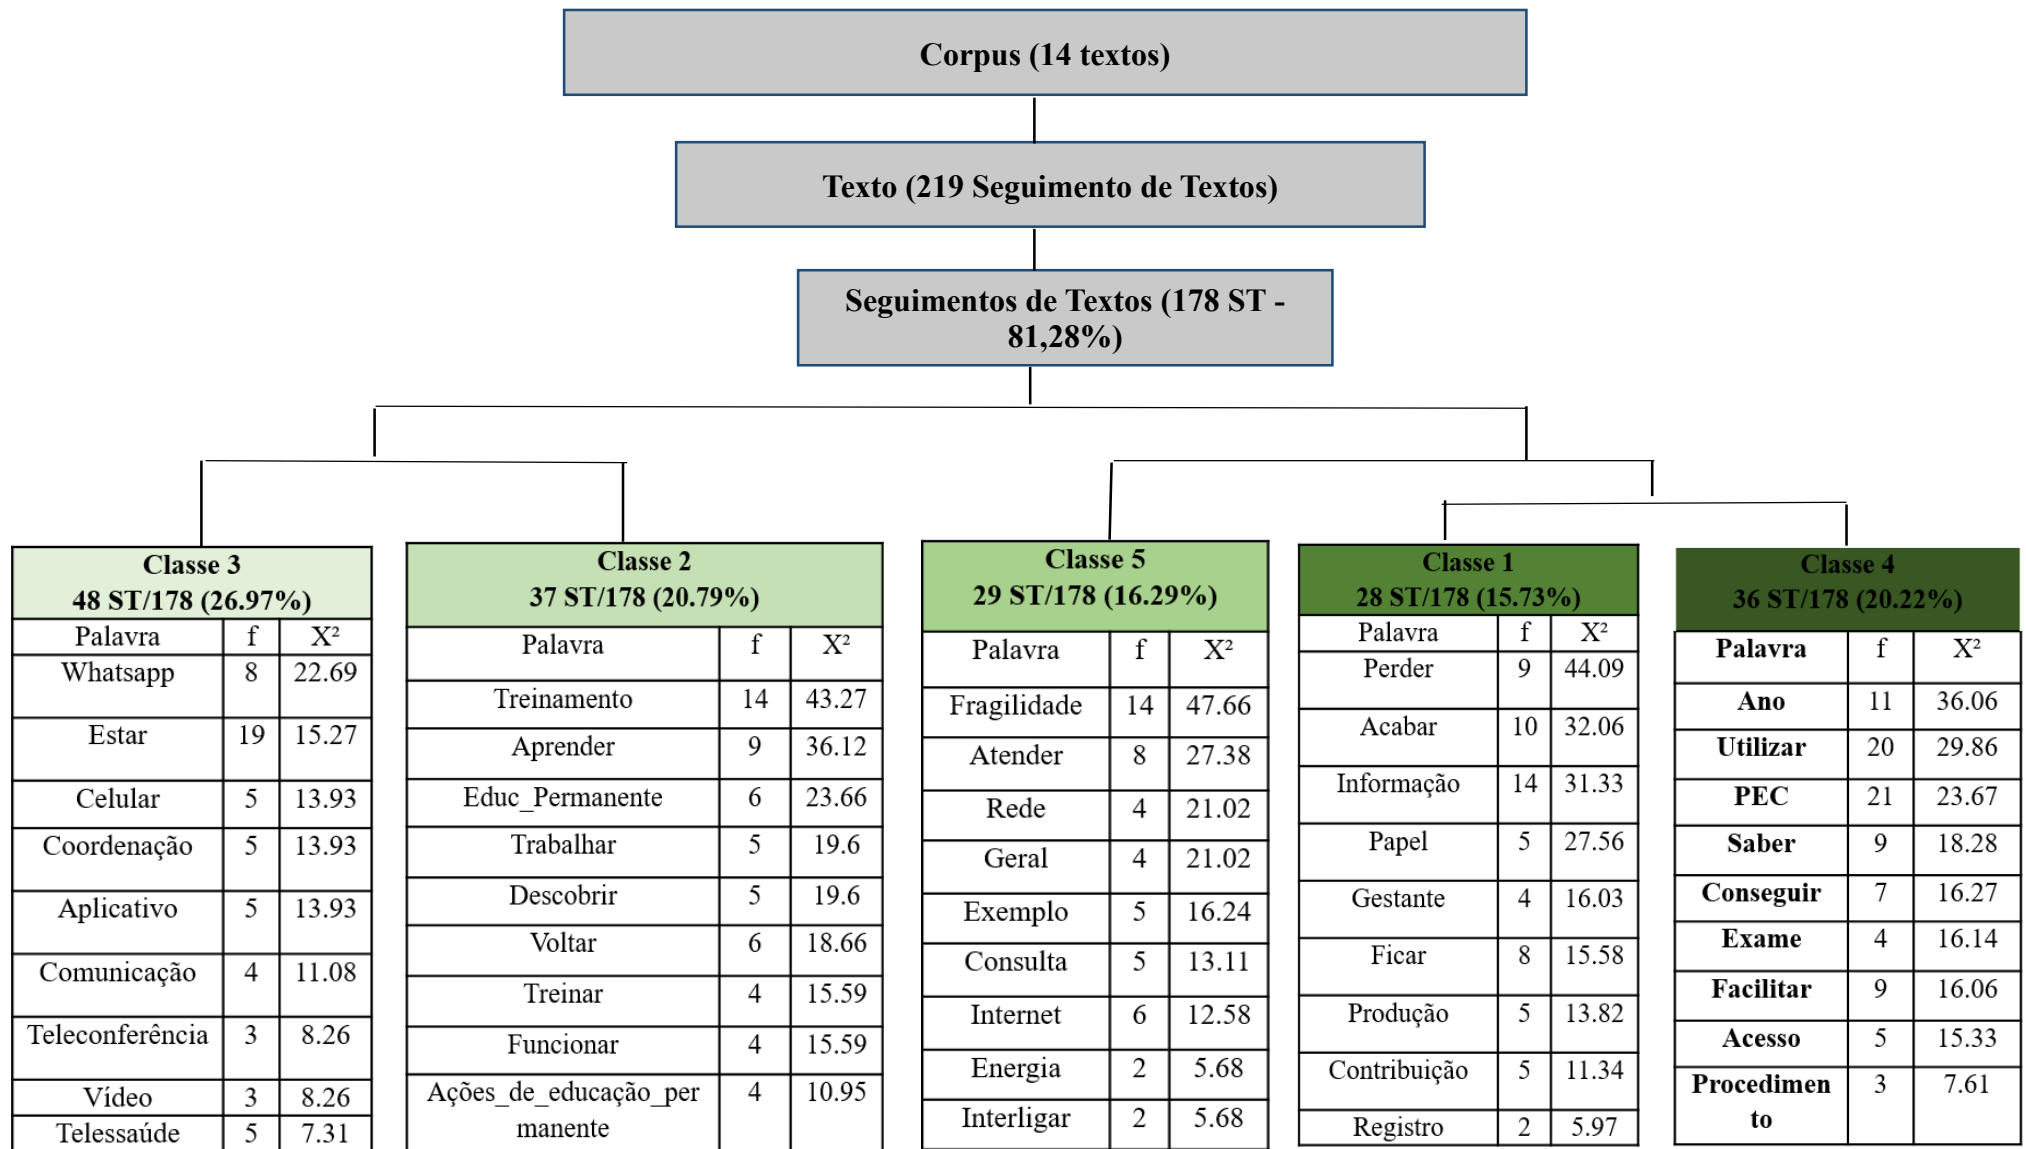 Corpus (14 textos)
Texto (219 Seguimento de Textos)
Seguimentos de Textos (178 ST -
81,28%)
Classe 3
48 ST/178 (26.97%)
Palavra f X²
Whatsapp 8 22.69
Estar 19 15.27
Celular 5 13.93
Coordenação 5 13.93
Aplicativo 5 13.93
Comunicação 4 11.08
Teleconferência 3 8.26
Vídeo 3 8.26
Telessaúde 5 7.31
Classe 2
37 ST/178 (20.79%)
Palavra f X²
Treinamento 14 43.27
Aprender 9 36.12
Educ_Permanente 6 23.66
Trabalhar 5 19.6
Descobrir 5 19.6
Voltar 6 18.66
Treinar 4 15.59
Funcionar 4 15.59
Ações_de_educação_per 4 10.95
manente
Classe 5
29 ST/178 (16.29%)
Palavra f X²
Fragilidade 14 47.66
Atender 8 27.38
Rede 4 21.02
Geral 4 21.02
Exemplo 5 16.24
Consulta 5 13.11
Internet 6 12.58
Energia 2 5.68
Interligar 2 5.68
Classe 1
28 ST/178 (15.73%)
Palavra f X²
Perder 9 44.09
Acabar 10 32.06
Informação 14 31.33
Papel 5 27.56
Gestante 4 16.03
Ficar 8 15.58
Produção 5 13.82
Contribuição 5 11.34
Registro 2 5.97
Classe 4
36 ST/178 (20.22%)
Palavra f X²
Ano 11 36.06
Utilizar 20 29.86
PEC 21 23.67
Saber 9 18.28
Conseguir 7 16.27
Exame 4 16.14
Facilitar 9 16.06
Acesso 5 15.33
Procedimen 3 7.61
to